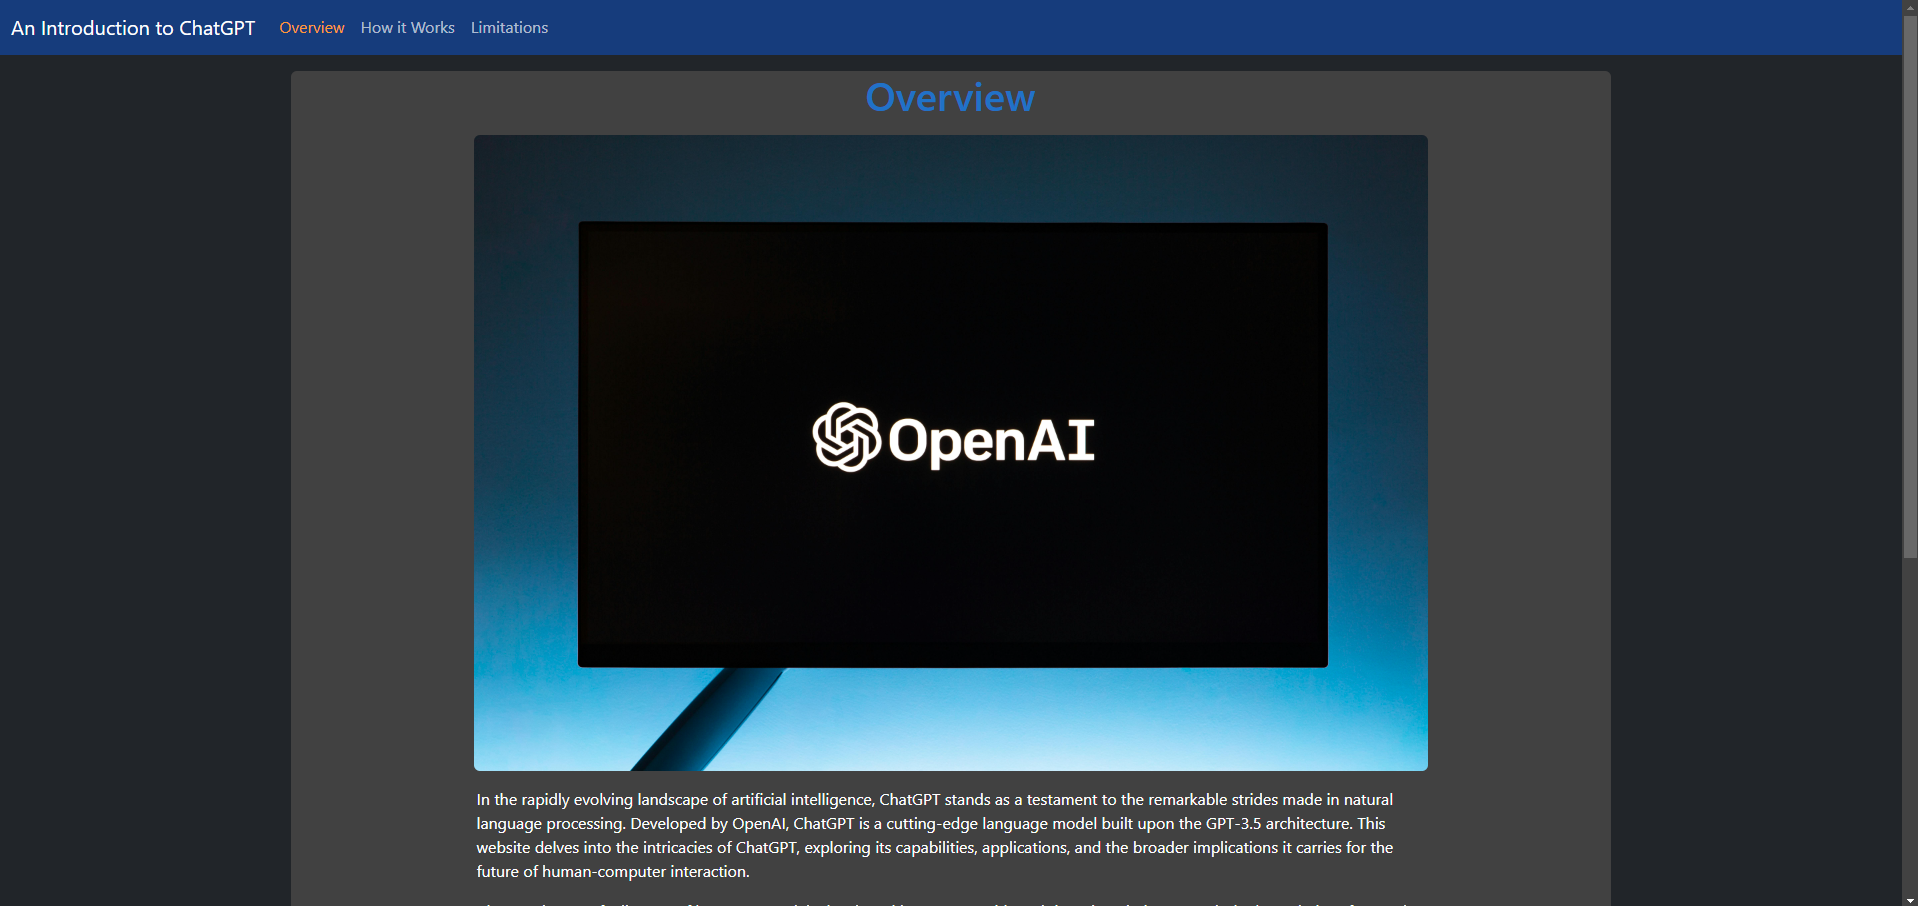 An Introduction to ChatGPT Overview How it Works Limitations
Overview
OpenAI
In the rapidly evolving landscape of artificial intelligence, ChatGPT stands as a testament to the remarkable strides made in natural
language processing. Developed by OpenAI, ChatGPT is a cutting-edge language model built upon the GPT-3.5 architecture. This
website delves into the intricacies of ChatGPT, exploring its capabilities, applications, and the broader implications it carries for the
future of human-computer interaction.